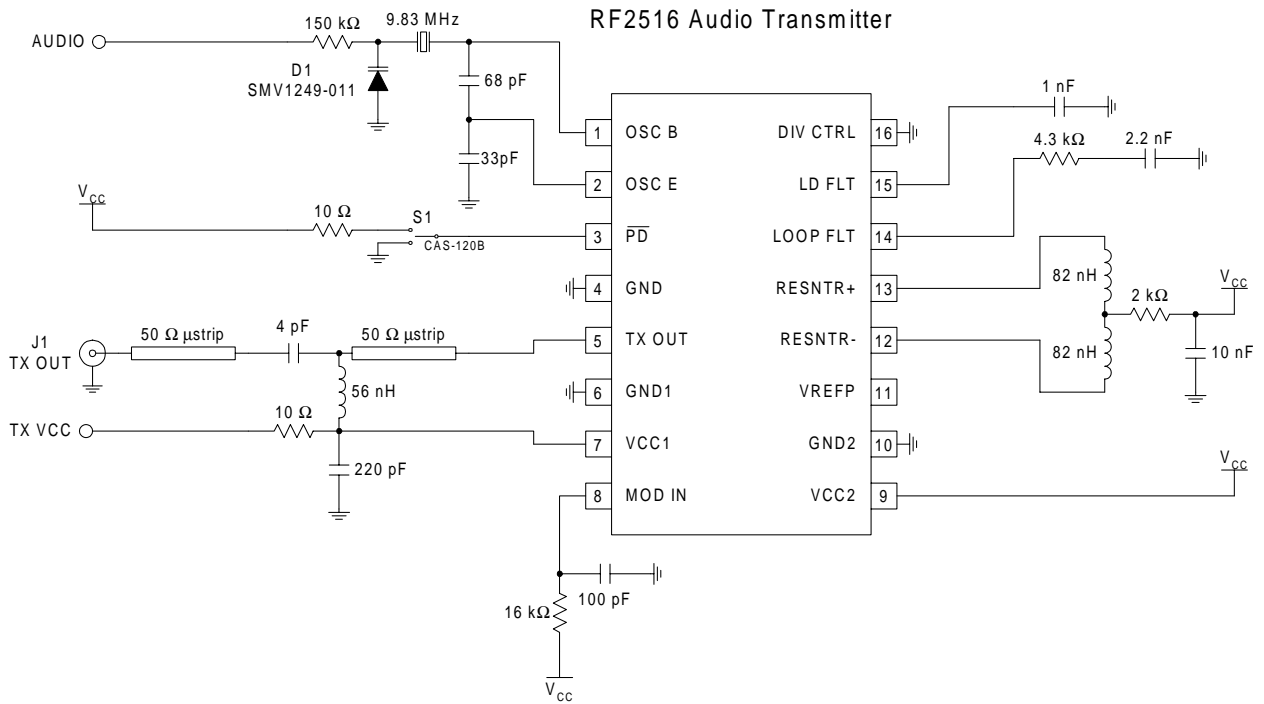 RF2516 Audio Transmitter
AUDIO
150 kΩ
9.83 MHz
D1
SMV1249-011
68 pF
33pF
VCC
10 Ω
S1
CAS-120B
J1
TX OUT
50 Ω μstrip
4 pF
50 Ω μstrip
56 nH
TX VCC
10 Ω
220 pF
1 OSC B
2 OSC E
3 PD
4 GND
5 TX OUT
6 GND1
7 VCC1
8 MOD IN
DIV CTRL 16
LD FLT 15
LOOP FLT 14
RESNTR+ 13
RESNTR- 12
VREFP 11
GND2 10
VCC2 9
1 nF
4.3 kΩ
2.2 nF
82 nH
82 nH
2 kΩ
VCC
10 nF
VCC
100 pF
16 kΩ
VCC